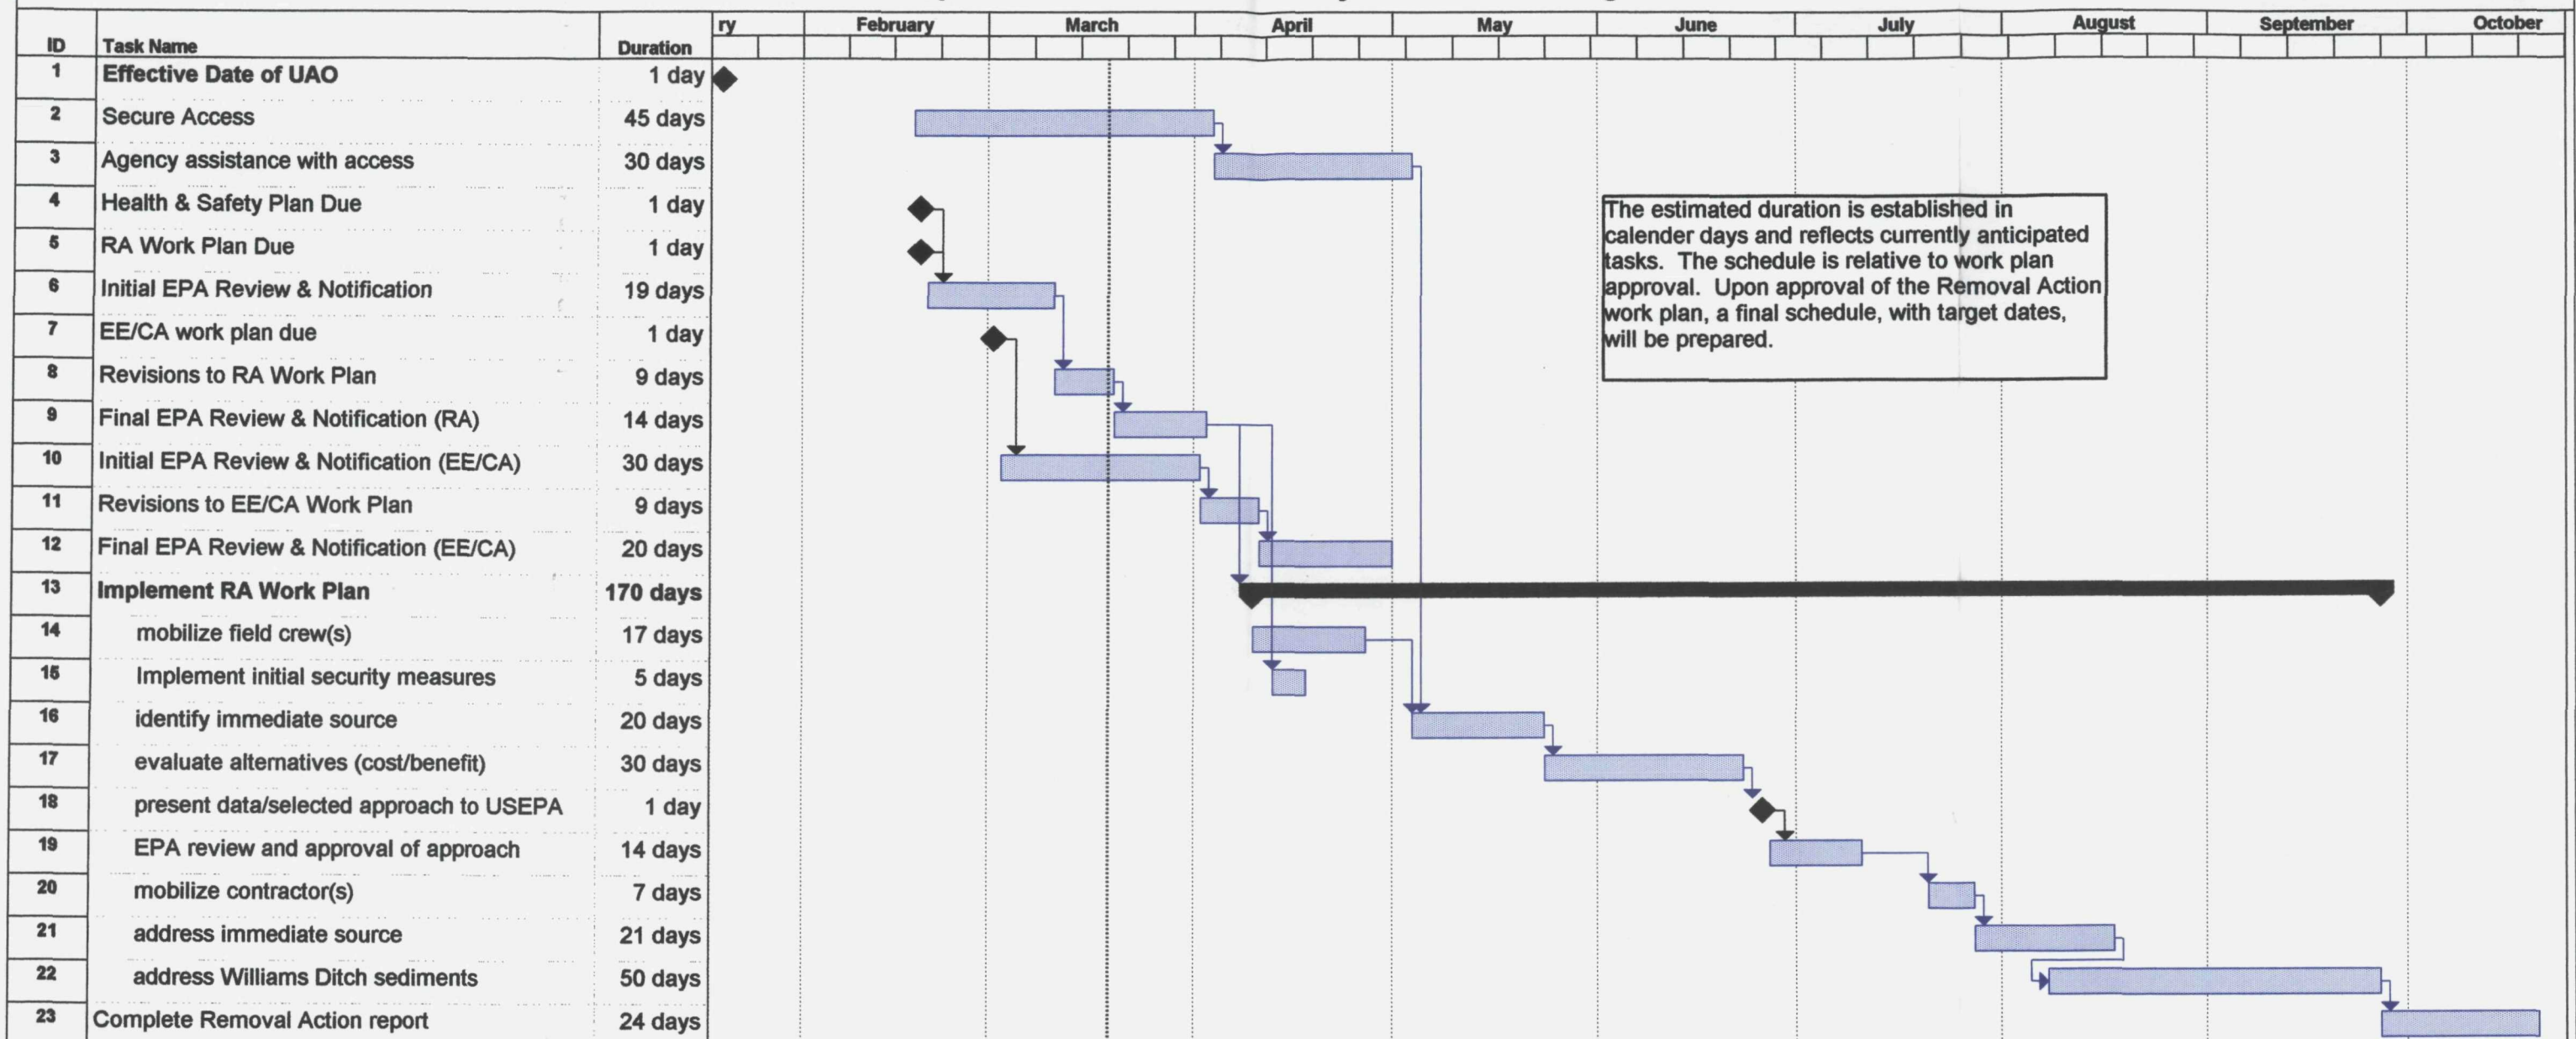 ry February March April May June July August September October
ID Task Name Duration
1 Effective Date of UAO 1 day
2 Secure Access 45 days
3 Agency assistance with access 30 days
4 Health & Safety Plan Due 1 day
5 RA Work Plan Due 1 day
6 Initial EPA Review & Notification 19 days
7 EE/CA work plan due 1 day
8 Revisions to RA Work Plan 9 days
9 Final EPA Review & Notification (RA) 14 days
10 Initial EPA Review & Notification (EE/CA) 30 days
11 Revisions to EE/CA Work Plan 9 days
12 Final EPA Review & Notification (EE/CA) 20 days
13 Implement RA Work Plan 170 days
14 mobilize field crew(s) 17 days
15 Implement initial security measures 5 days
16 identify immediate source 20 days
17 evaluate alternatives (cost/benefit) 30 days
18 present data/selected approach to USEPA 1 day
19 EPA review and approval of approach 14 days
20 mobilize contractor(s) 7 days
21 address immediate source 21 days
22 address Williams Ditch sediments 50 days
23 Complete Removal Action report 24 days
The estimated duration is established in
calender days and reflects currently anticipated
tasks. The schedule is relative to work plan
approval. Upon approval of the Removal Action
work plan, a final schedule, with target dates,
will be prepared.